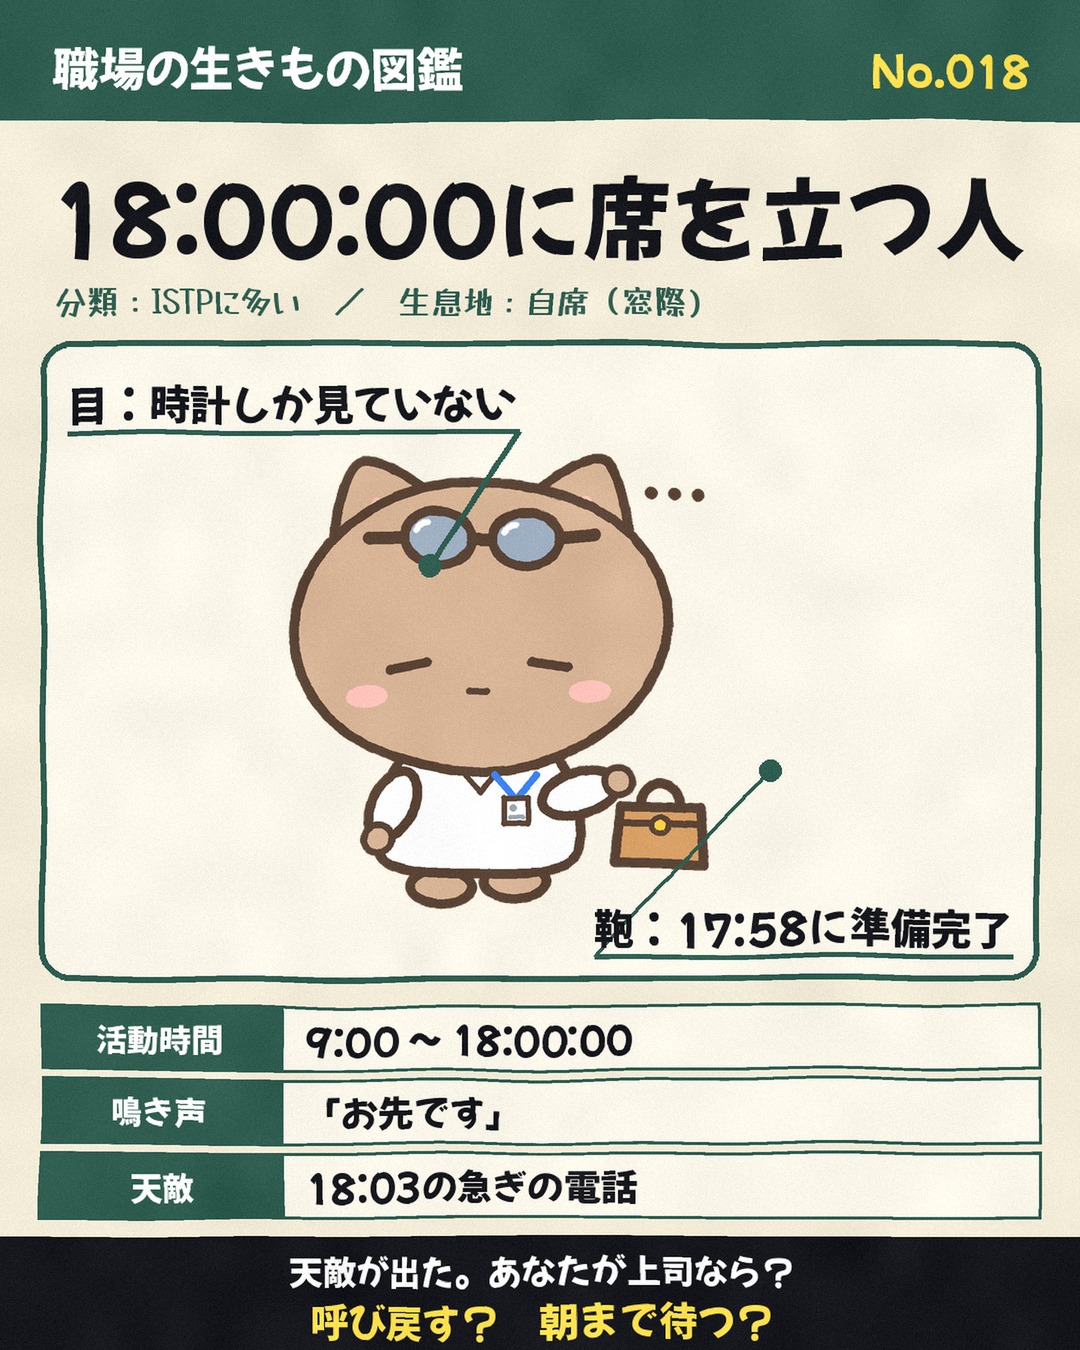 職場の生きもの図鑑
No.018
18:00:00に席を立つ人
分類：ISTPに多い　／　生息地：自席（窓際）
目：時計しか見ていない
•••
鞄：17:58に準備完了
活動時間
9:00 ～ 18:00:00
鳴き声
「お先です」
天敵
18:03の急ぎの電話
天敵が出た。あなたが上司なら？
呼び戻す？　朝まで待つ？